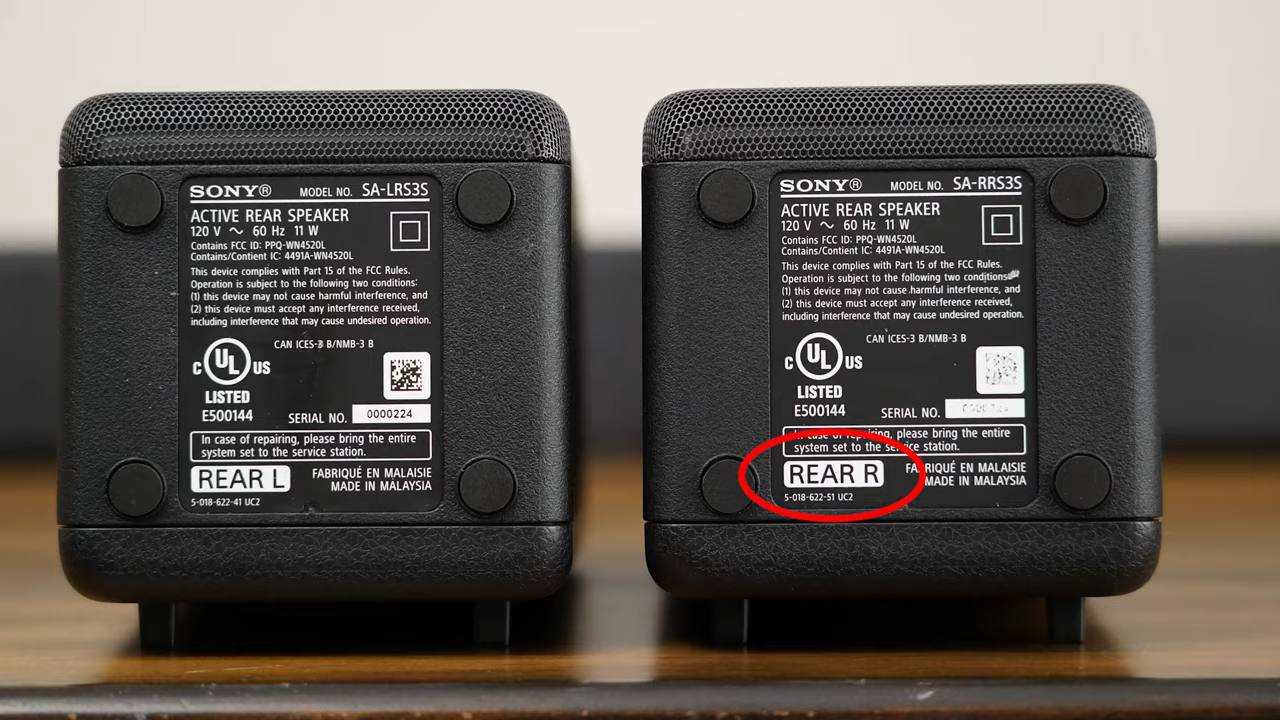 SONY® MODEL NO. SA-LRS3S
ACTIVE REAR SPEAKER
120 V ~ 60 Hz 11 W
Contains FCC ID: PPQ-WN4520L
Contains/Contient IC: 4491A-WN4520L
This device complies with Part 15 of the FCC Rules.
Operation is subject to the following two conditions:
(1) this device may not cause harmful interference, and
(2) this device must accept any interference received,
including interference that may cause undesired operation.
CAN ICES-3 B/NMB-3 B
C UL US
LISTED
E500144
SERIAL NO. 0000224
In case of repairing, please bring the entire
system set to the service station.
REAR L
FABRIQUÉ EN MALAISIE
MADE IN MALAYSIA
5-018-622-41 UC2
SONY® MODEL NO. SA-RRS3S
ACTIVE REAR SPEAKER
120 V ~ 60 Hz 11 W
Contains FCC ID: PPQ-WN4520L
Contains/Contient IC: 4491A-WN4520L
This device complies with Part 15 of the FCC Rules.
Operation is subject to the following two conditions
(1) this device may not cause harmful interference, and
(2) this device must accept any interference received,
including interference that may cause undesired operation.
CAN ICES-3 B/NMB-3 B
C UL US
LISTED
E500144
SERIAL NO.
In case of repairing, please bring the entire
system set to the service station.
REAR R
FABRIQUÉ EN MALAISIE
MADE IN MALAYSIA
5-018-622-51 UC2